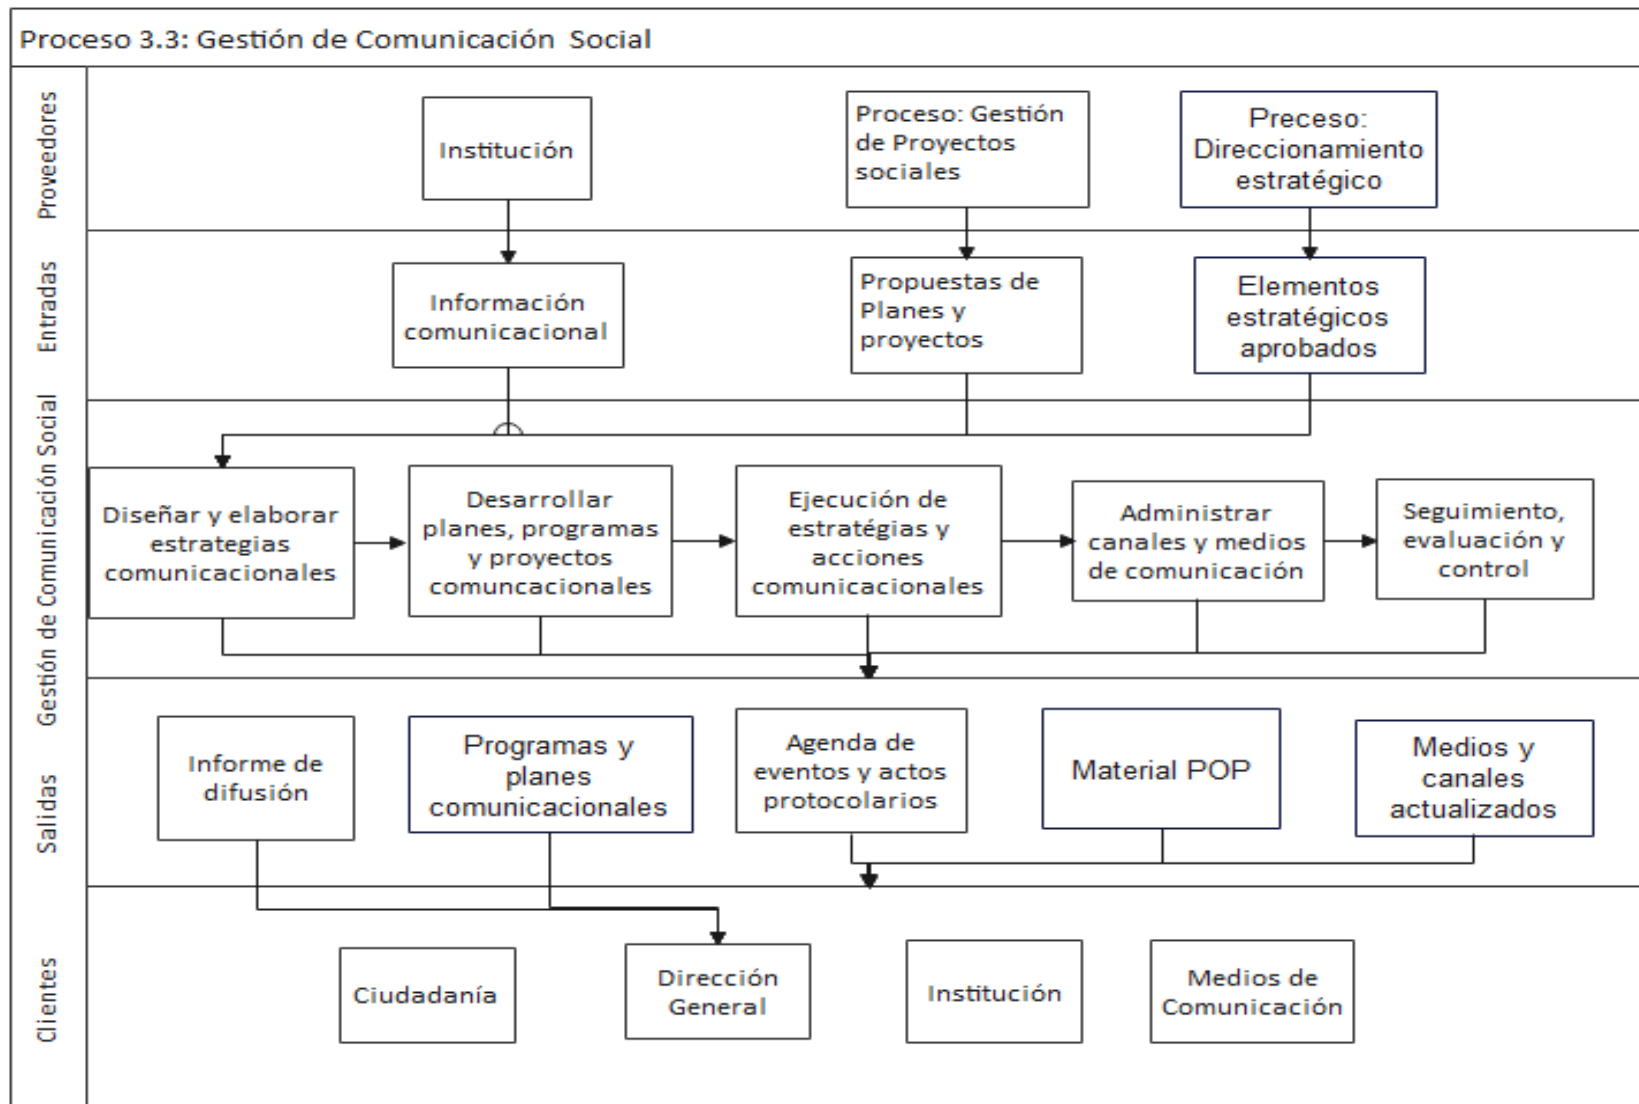 Proceso 3.3: Gestión de Comunicación Social
Proveedores
Institución
Proceso: Gestión
de Proyectos
sociales
Preceso:
Direccionamiento
estratégico
Entradas
Información
comunicacional
Propuestas de
Planes y
proyectos
Elementos
estratégicos
aprobados
Gestión de Comunicación Social
Diseñar y elaborar
estrategias
comunicacionales
Desarrollar
planes, programas
y proyectos
comuncacionales
Ejecución de
estratégias y
acciones
comunicacionales
Administrar
canales y medios
de comunicación
Seguimiento,
evaluación y
control
Salidas
Informe de
difusión
Programas y
planes
comunicacionales
Agenda de
eventos y actos
protocolarios
Material POP
Medios y
canales
actualizados
Clientes
Ciudadanía
Dirección
General
Institución
Medios de
Comunicación